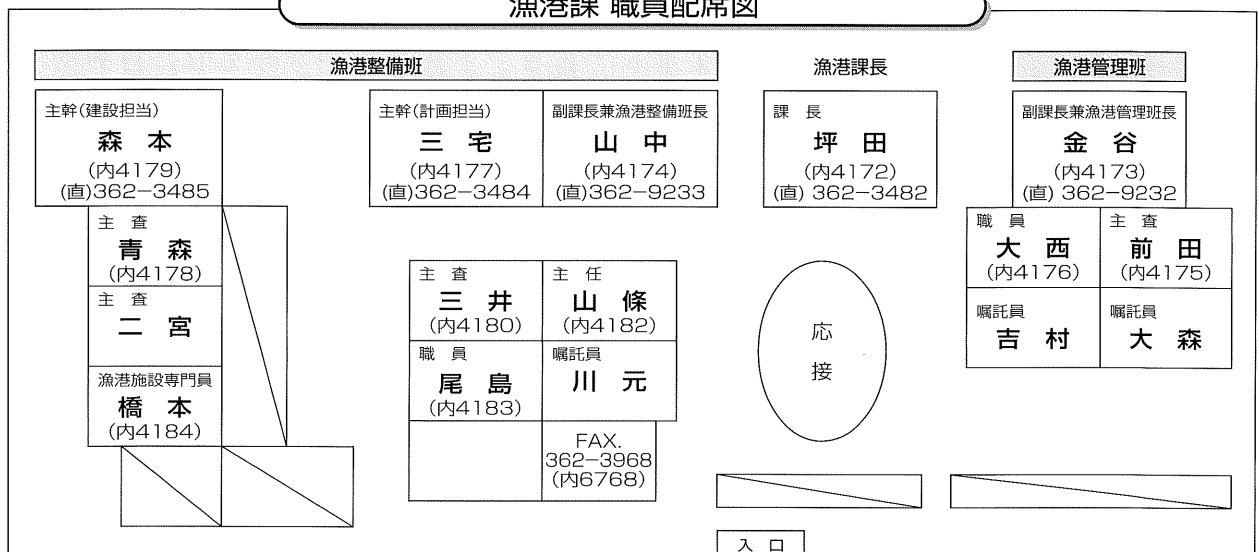 漁港課 職員配席図
漁港整備班
漁港課長
漁港管理班
主幹(建設担当)
森 本
(内4179)
(直)362−3485
主幹(計画担当)
三 宅
(内4177)
(直)362−3484
副課長兼漁港整備班長
山 中
(内4174)
(直)362−9233
課 長
坪 田
(内4172)
(直) 362−3482
副課長兼漁港管理班長
金 谷
(内4173)
(直) 362−9232
主 査
青 森
(内4178)
主 査
二 宮
漁港施設専門員
橋 本
(内4184)
主 査
三 井
(内4180)
主 任
山 條
(内4182)
職 員
尾 島
(内4183)
嘱託員
川 元
FAX.
362−3968
(内6768)
応
接
職 員
大 西
(内4176)
主 査
前 田
(内4175)
嘱託員
吉 村
嘱託員
大 森
入 口